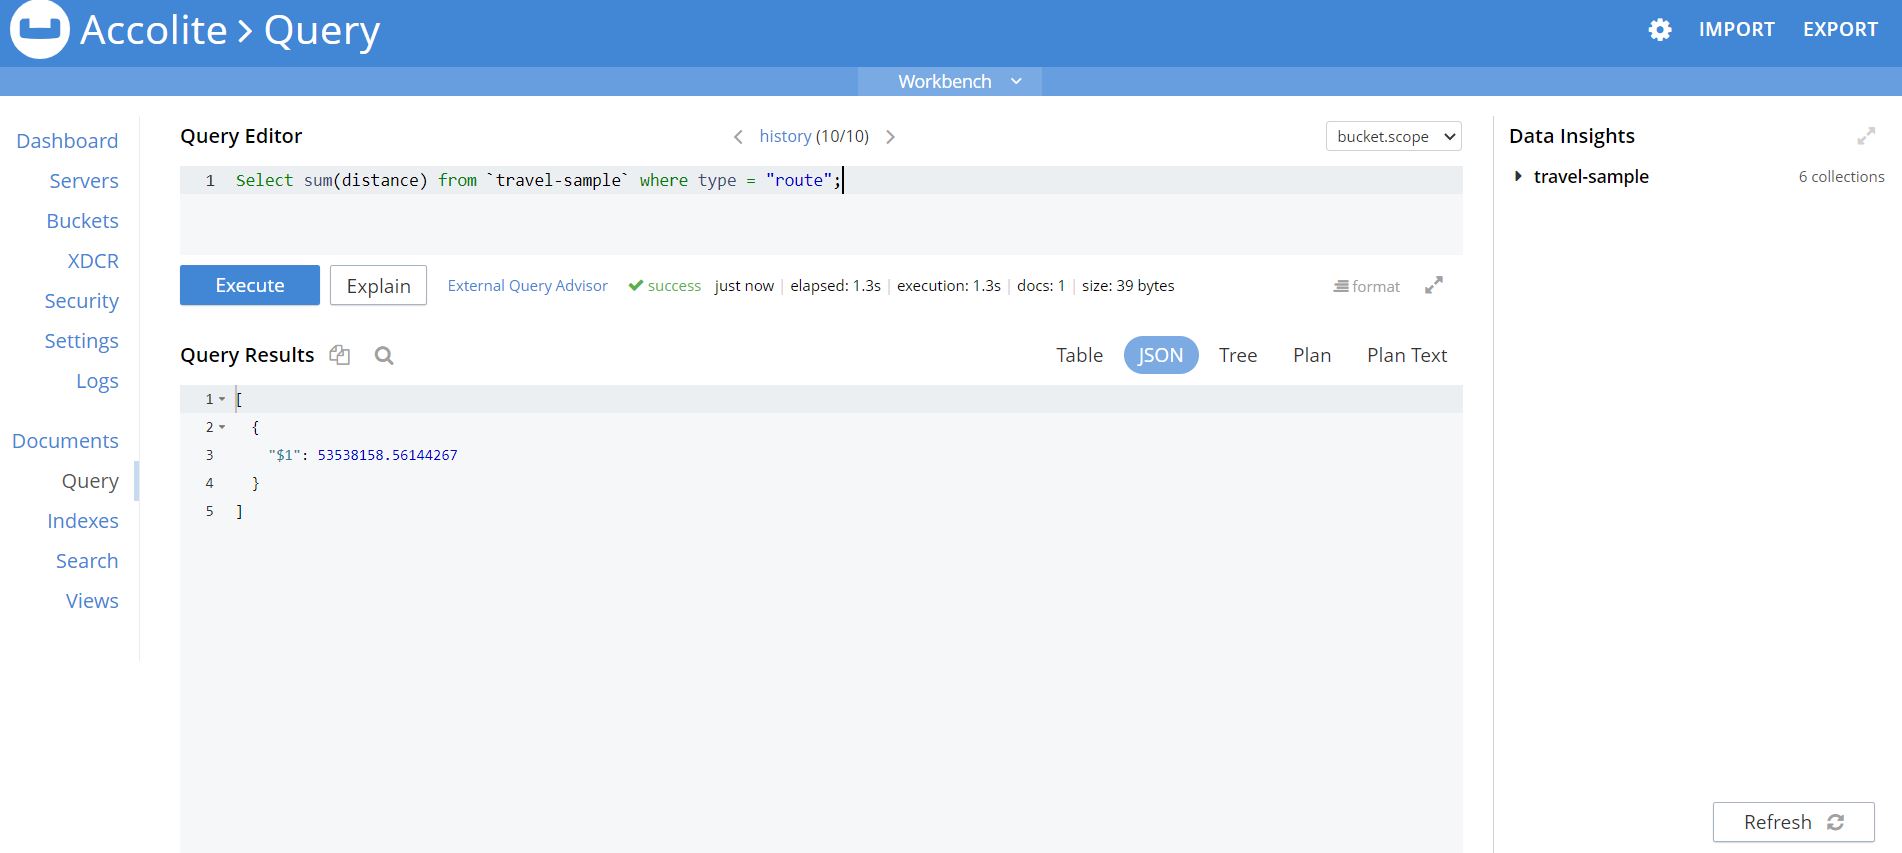 Accolite > Query
IMPORT EXPORT
Workbench
Dashboard
Servers
Buckets
XDCR
Security
Settings
Logs
Documents
Query
Indexes
Search
Views
Query Editor
history (10/10)
bucket.scope
1 Select sum(distance) from `travel-sample` where type = "route";
Execute Explain External Query Advisor success just now | elapsed: 1.3s | execution: 1.3s | docs: 1 | size: 39 bytes
format
Query Results
Table JSON Tree Plan Plan Text
1 [
2 {
3 "$1": 53538158.56144267
4 }
5 ]
Data Insights
travel-sample 6 collections
Refresh